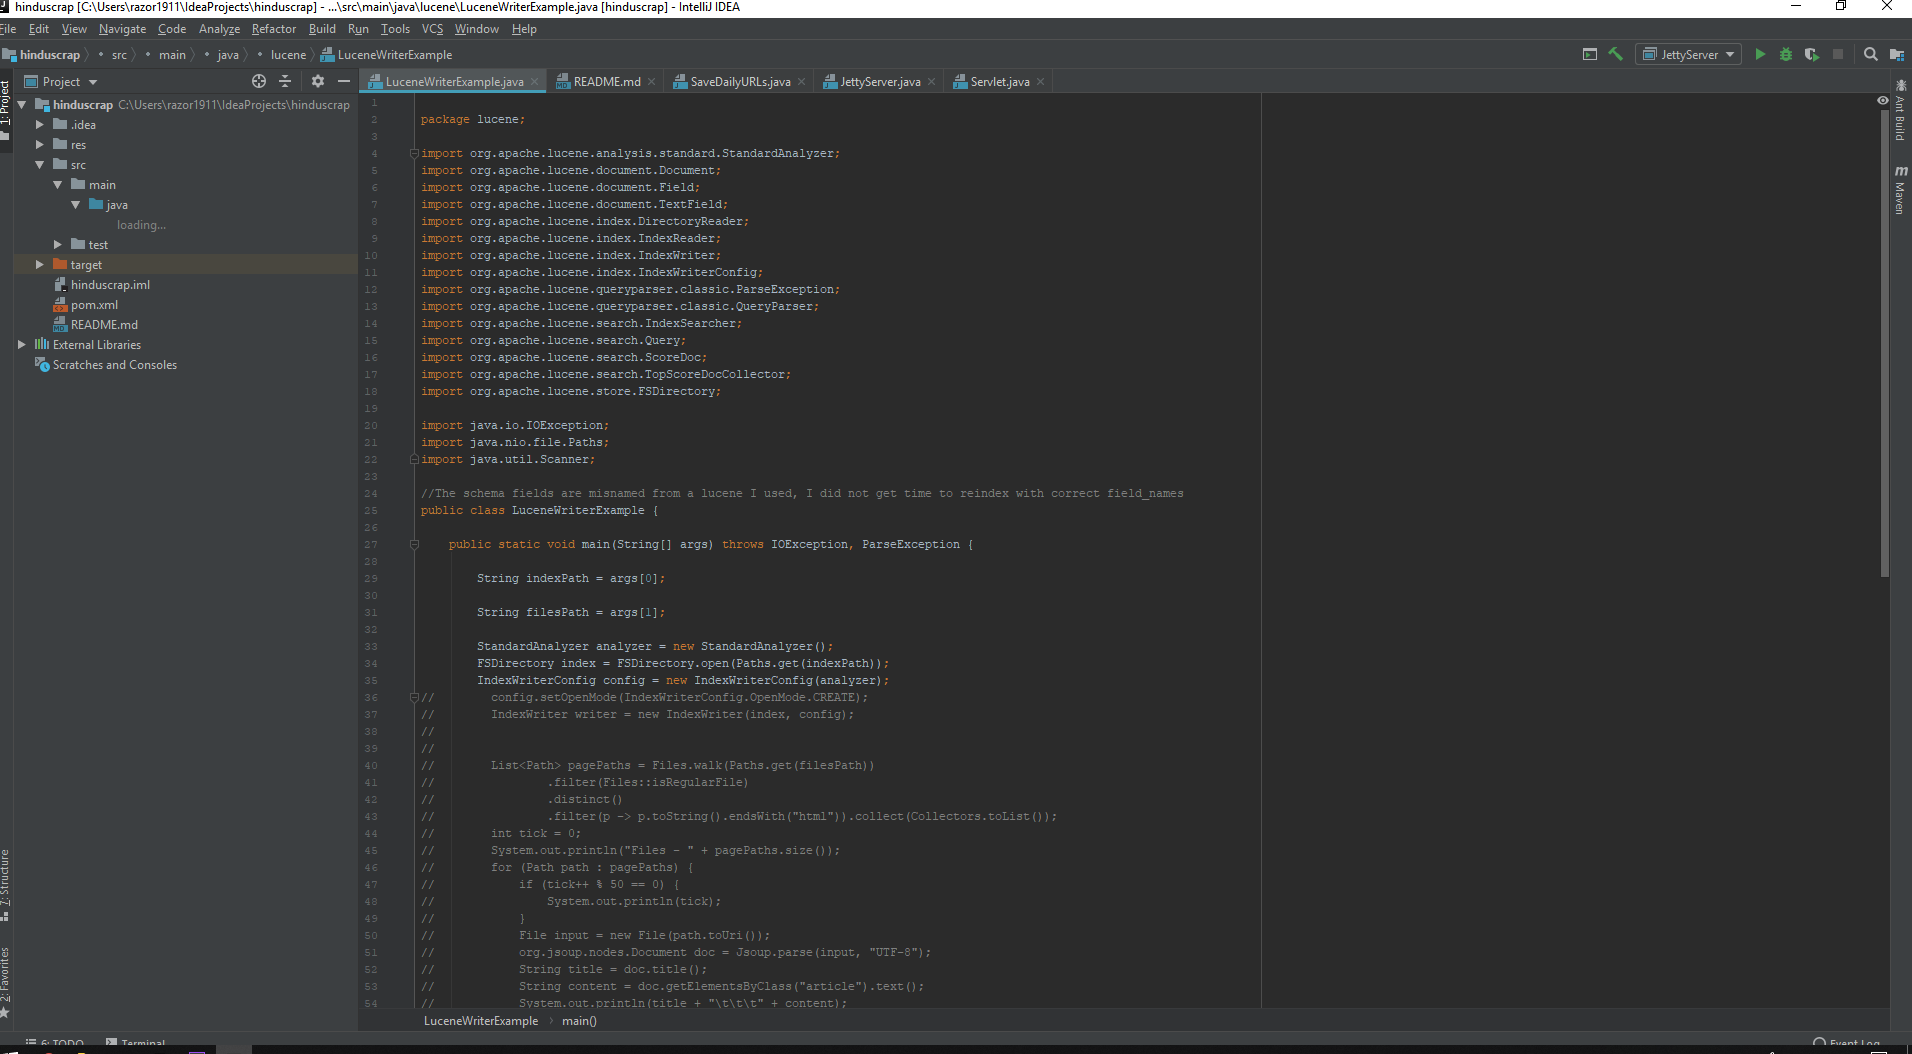 hinduscrap [C:\Users\razor1911\IdeaProjects\hinduscrap] - ...\src\main\java\lucene\LuceneWriterExample.java [hinduscrap] - IntelliJ IDEA
File Edit View Navigate Code Analyze Refactor Build Run Tools VCS Window Help
hinduscrap src main java lucene LuceneWriterExample JettyServer
Project LuceneWriterExample.java README.md SaveDailyURLs.java JettyServer.java Servlet.java
1: Project
hinduscrap C:\Users\razor1911\IdeaProjects\hinduscrap
.idea
res
src
main
java
loading...
test
target
hinduscrap.iml
pom.xml
README.md
External Libraries
Scratches and Consoles
7: Structure
2: Favorites
1
2 package lucene;
3
4 import org.apache.lucene.analysis.standard.StandardAnalyzer;
5 import org.apache.lucene.document.Document;
6 import org.apache.lucene.document.Field;
7 import org.apache.lucene.document.TextField;
8 import org.apache.lucene.index.DirectoryReader;
9 import org.apache.lucene.index.IndexReader;
10 import org.apache.lucene.index.IndexWriter;
11 import org.apache.lucene.index.IndexWriterConfig;
12 import org.apache.lucene.queryparser.classic.ParseException;
13 import org.apache.lucene.queryparser.classic.QueryParser;
14 import org.apache.lucene.search.IndexSearcher;
15 import org.apache.lucene.search.Query;
16 import org.apache.lucene.search.ScoreDoc;
17 import org.apache.lucene.search.TopScoreDocCollector;
18 import org.apache.lucene.store.FSDirectory;
19
20 import java.io.IOException;
21 import java.nio.file.Paths;
22 import java.util.Scanner;
23
24 //The schema fields are misnamed from a lucene I used, I did not get time to reindex with correct field_names
25 public class LuceneWriterExample {
26
27 public static void main(String[] args) throws IOException, ParseException {
28
29 String indexPath = args[0];
30
31 String filesPath = args[1];
32
33 StandardAnalyzer analyzer = new StandardAnalyzer();
34 FSDirectory index = FSDirectory.open(Paths.get(indexPath));
35 IndexWriterConfig config = new IndexWriterConfig(analyzer);
36 // config.setOpenMode(IndexWriterConfig.OpenMode.CREATE);
37 // IndexWriter writer = new IndexWriter(index, config);
38 //
39 //
40 // List<Path> pagePaths = Files.walk(Paths.get(filesPath))
41 // .filter(Files::isRegularFile)
42 // .distinct()
43 // .filter(p -> p.toString().endsWith("html")).collect(Collectors.toList());
44 // int tick = 0;
45 // System.out.println("Files - " + pagePaths.size());
46 // for (Path path : pagePaths) {
47 // if (tick++ % 50 == 0) {
48 // System.out.println(tick);
49 // }
50 // File input = new File(path.toUri());
51 // org.jsoup.nodes.Document doc = Jsoup.parse(input, "UTF-8");
52 // String title = doc.title();
53 // String content = doc.getElementsByClass("article").text();
54 // System.out.println(title + "\t\t\t" + content);
LuceneWriterExample main()
Ant Build
m Maven
6: TODO Terminal Event Log